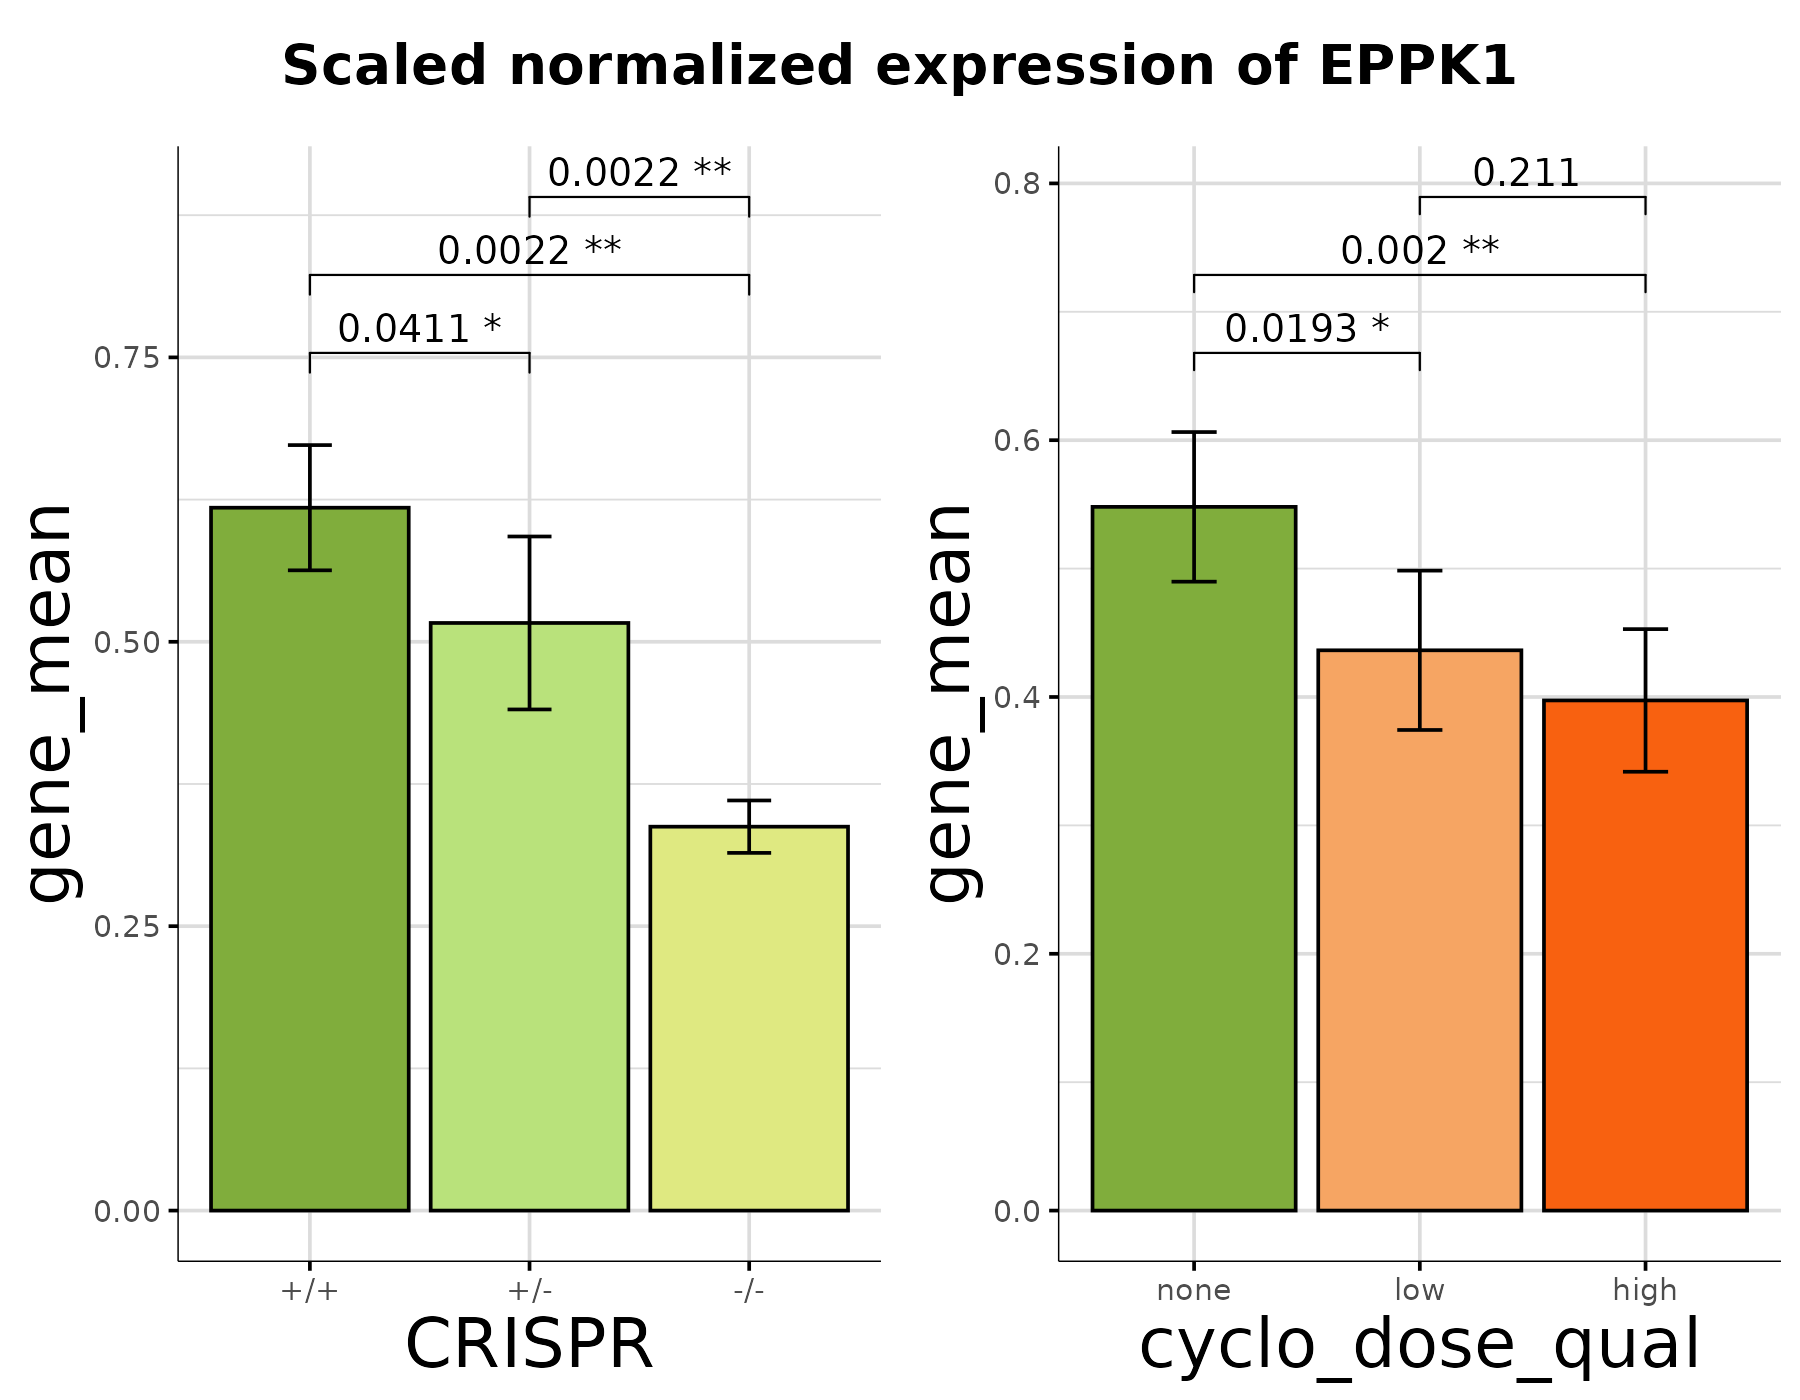 Scaled normalized expression of EPPK1
gene_mean
0.75
0.50
0.25
0.00
0.0022 **
0.0022 **
0.0411 *
+/+ +/- -/-
CRISPR
gene_mean
0.8
0.6
0.4
0.2
0.0
0.211
0.002 **
0.0193 *
none low high
cyclo_dose_qual